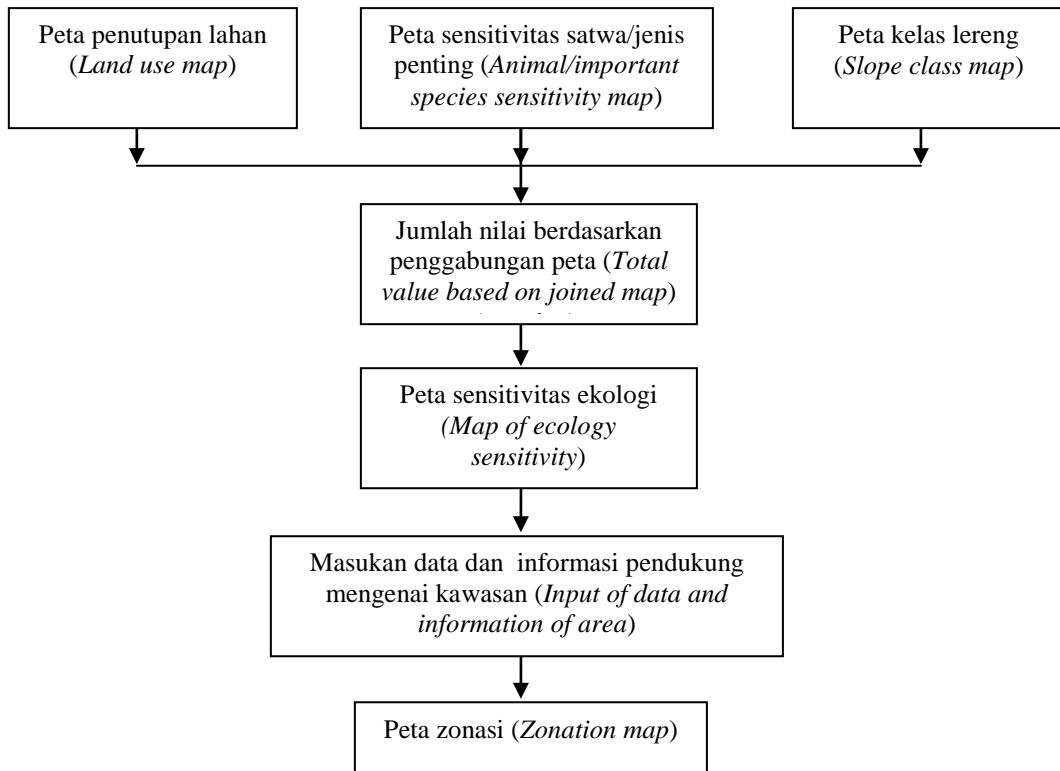 Peta penutupan lahan
(Land use map)
Peta sensitivitas satwa/jenis
penting (Animal/important
species sensitivity map)
Peta kelas lereng
(Slope class map)
Jumlah nilai berdasarkan
penggabungan peta (Total
value based on joined map)
Peta sensitivitas ekologi
(Map of ecology
sensitivity)
Masukan data dan informasi pendukung
mengenai kawasan (Input of data and
information of area)
Peta zonasi (Zonation map)